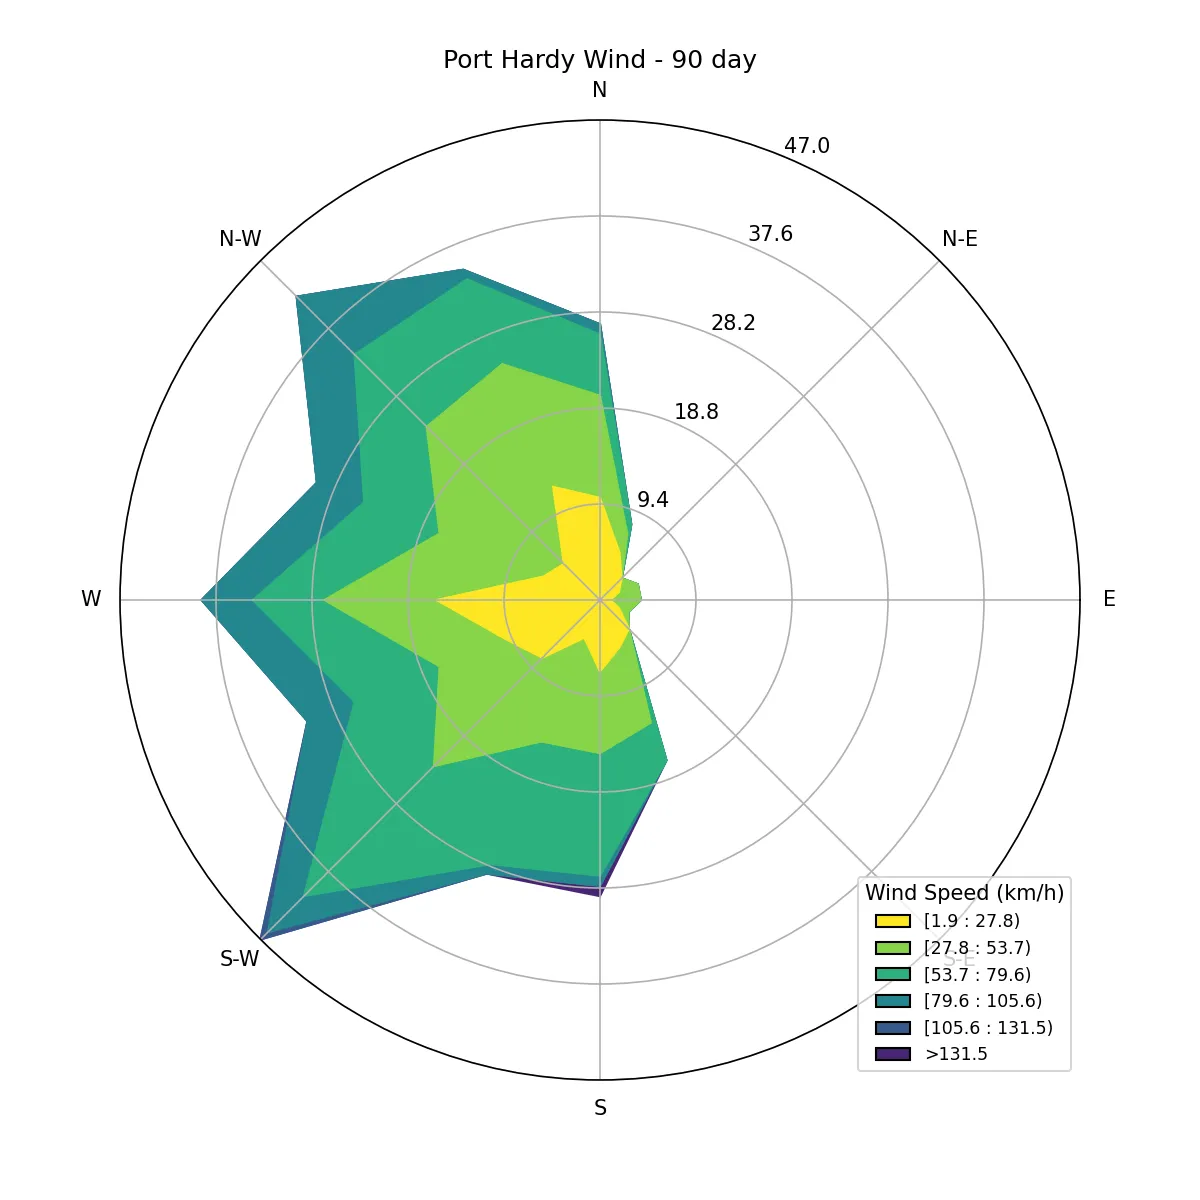 Port Hardy Wind - 90 day
N
47.0
37.6
N-W
N-E
28.2
18.8
9.4
W
E
Wind Speed (km/h)
[1.9 : 27.8)
[27.8 : 53.7)
S-W
S-E
[53.7 : 79.6)
[79.6 : 105.6)
[105.6 : 131.5)
>131.5
S